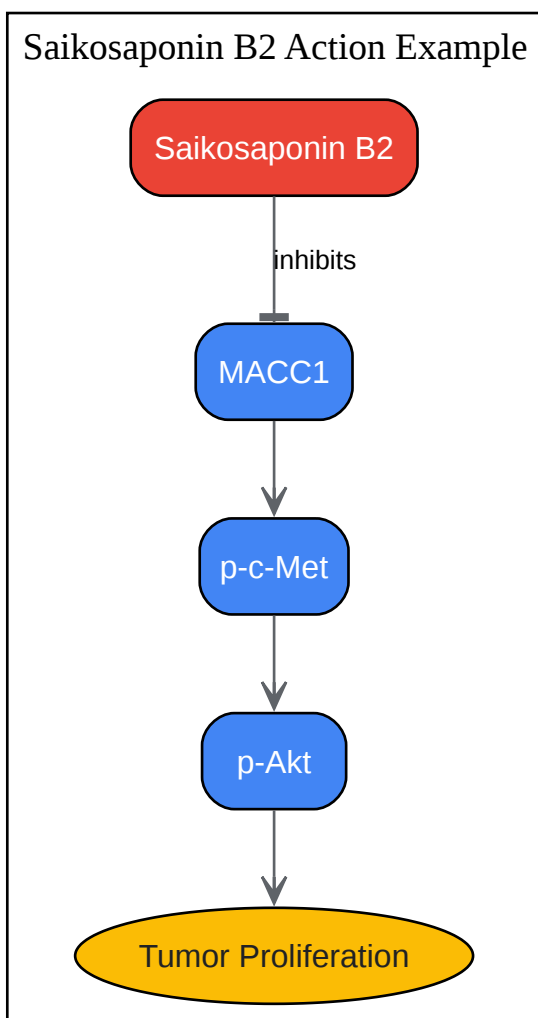 Saikosaponin B2 Action Example
Saikosaponin B2
inhibits
MACC1
p-c-Met
p-Akt
Tumor Proliferation